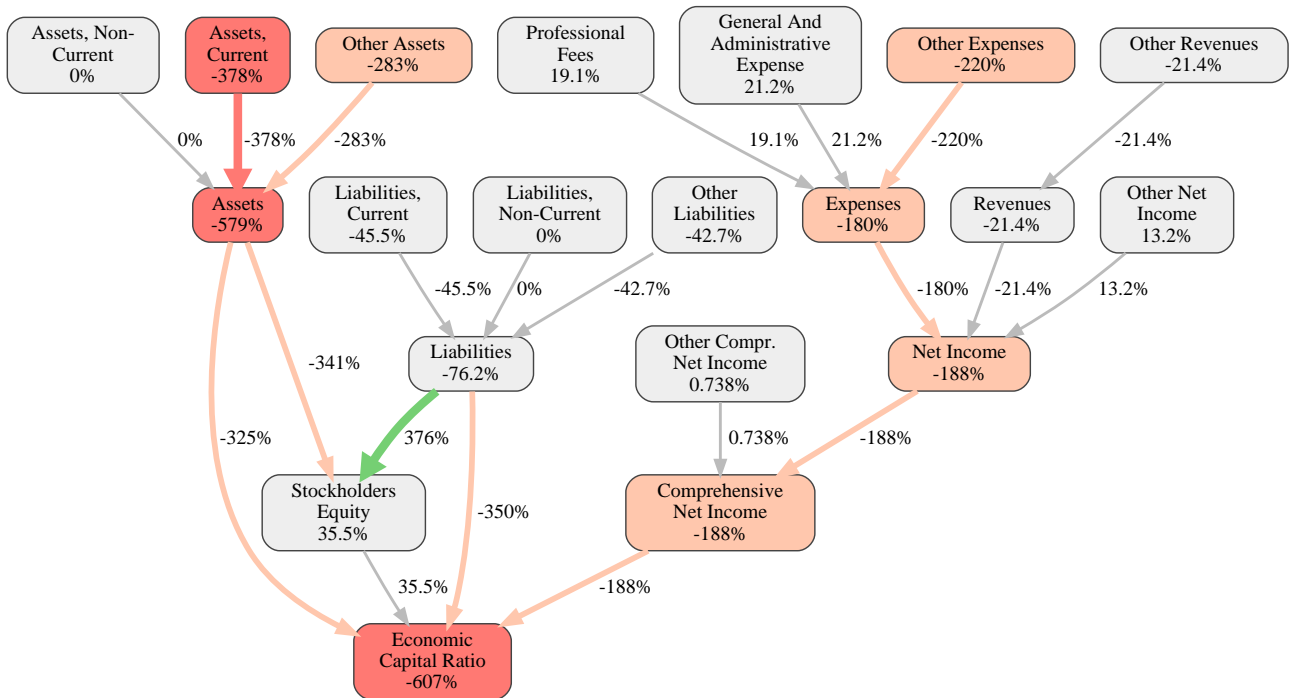 Assets, Non-
Current
0%
Assets,
Current
-378%
Other Assets
-283%
Professional
Fees
19.1%
General And
Administrative
Expense
21.2%
Other Expenses
-220%
Other Revenues
-21.4%
0%
-378%
-283%
19.1%
21.2%
-220%
-21.4%
Assets
-579%
Liabilities,
Current
-45.5%
Liabilities,
Non-Current
0%
Other
Liabilities
-42.7%
Expenses
-180%
Revenues
-21.4%
Other Net
Income
13.2%
-45.5%
0%
-42.7%
-180%
-21.4%
13.2%
Liabilities
-76.2%
Other Compr.
Net Income
0.738%
Net Income
-188%
-341%
-325%
376%
-350%
0.738%
-188%
Stockholders
Equity
35.5%
Comprehensive
Net Income
-188%
35.5%
-188%
Economic
Capital Ratio
-607%